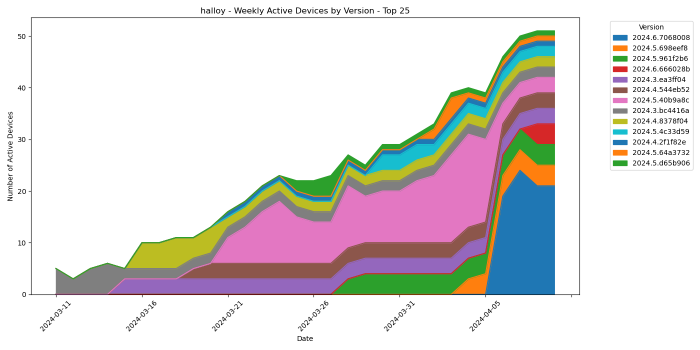 halloy - Weekly Active Devices by Version - Top 25
Number of Active Devices
50
40
30
20
10
0
2024-03-11
2024-03-16
2024-03-21
2024-03-26
2024-03-31
2024-04-05
Date
Version
2024.6.7068008
2024.5.698eef8
2024.5.961f2b6
2024.6.666028b
2024.3.ea3ff04
2024.4.544eb52
2024.5.40b9a8c
2024.3.bc4416a
2024.4.8378f04
2024.5.4c33d59
2024.4.2f1f82e
2024.5.64a3732
2024.5.d65b906